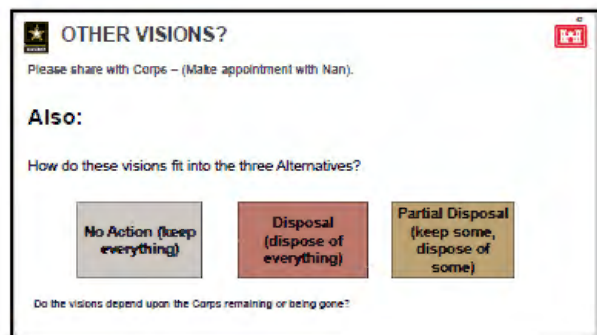 OTHER VISIONS?
Please share with Corps – (Make appointment with Nan).
Also:
How do these visions fit into the three Alternatives?
No Action (keep
everything)
Disposal
(dispose of
everything)
Partial Disposal
(keep some,
dispose of
some)
Do the visions depend upon the Corps remaining or being gone?